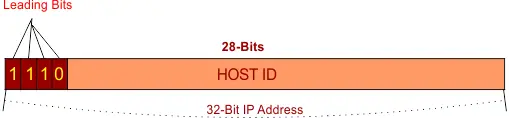 Leading Bits
28-Bits
1 1 1 0 HOST ID
32-Bit IP Address